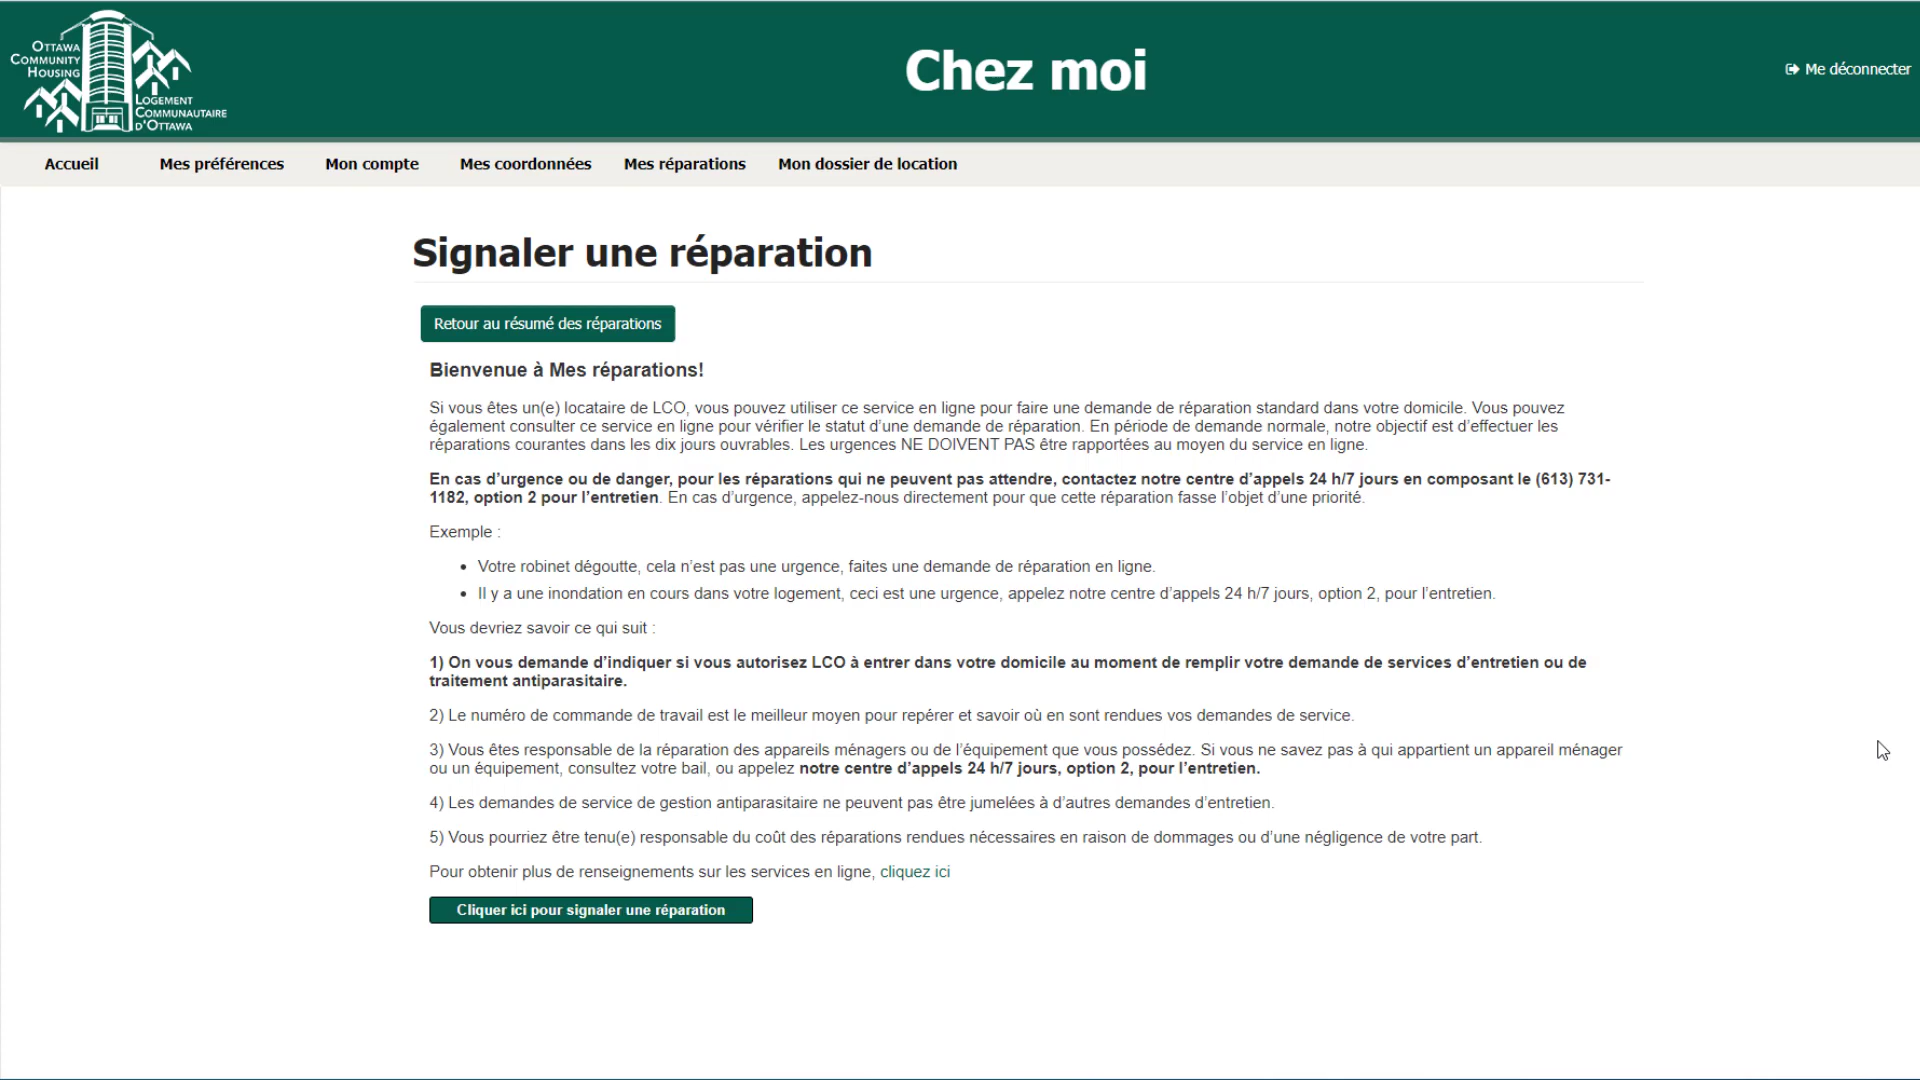 OTTAWA
COMMUNITY
HOUSING
LOGEMENT
COMMUNAUTAIRE
D'OTTAWA
Chez moi
Me déconnecter
Accueil Mes préférences Mon compte Mes coordonnées Mes réparations Mon dossier de location
Signaler une réparation
Retour au résumé des réparations
Bienvenue à Mes réparations!
Si vous êtes un(e) locataire de LCO, vous pouvez utiliser ce service en ligne pour faire une demande de réparation standard dans votre domicile. Vous pouvez
également consulter ce service en ligne pour vérifier le statut d’une demande de réparation. En période de demande normale, notre objectif est d’effectuer les
réparations courantes dans les dix jours ouvrables. Les urgences NE DOIVENT PAS être rapportées au moyen du service en ligne.
En cas d’urgence ou de danger, pour les réparations qui ne peuvent pas attendre, contactez notre centre d’appels 24 h/7 jours en composant le (613) 731-
1182, option 2 pour l’entretien. En cas d’urgence, appelez-nous directement pour que cette réparation fasse l’objet d’une priorité.
Exemple :
• Votre robinet dégoutte, cela n’est pas une urgence, faites une demande de réparation en ligne.
• Il y a une inondation en cours dans votre logement, ceci est une urgence, appelez notre centre d’appels 24 h/7 jours, option 2, pour l’entretien.
Vous devriez savoir ce qui suit :
1) On vous demande d’indiquer si vous autorisez LCO à entrer dans votre domicile au moment de remplir votre demande de services d’entretien ou de
traitement antiparasitaire.
2) Le numéro de commande de travail est le meilleur moyen pour repérer et savoir où en sont rendues vos demandes de service.
3) Vous êtes responsable de la réparation des appareils ménagers ou de l’équipement que vous possédez. Si vous ne savez pas à qui appartient un appareil ménager
ou un équipement, consultez votre bail, ou appelez notre centre d’appels 24 h/7 jours, option 2, pour l’entretien.
4) Les demandes de service de gestion antiparasitaire ne peuvent pas être jumelées à d’autres demandes d’entretien.
5) Vous pourriez être tenu(e) responsable du coût des réparations rendues nécessaires en raison de dommages ou d’une négligence de votre part.
Pour obtenir plus de renseignements sur les services en ligne, cliquez ici
Cliquer ici pour signaler une réparation